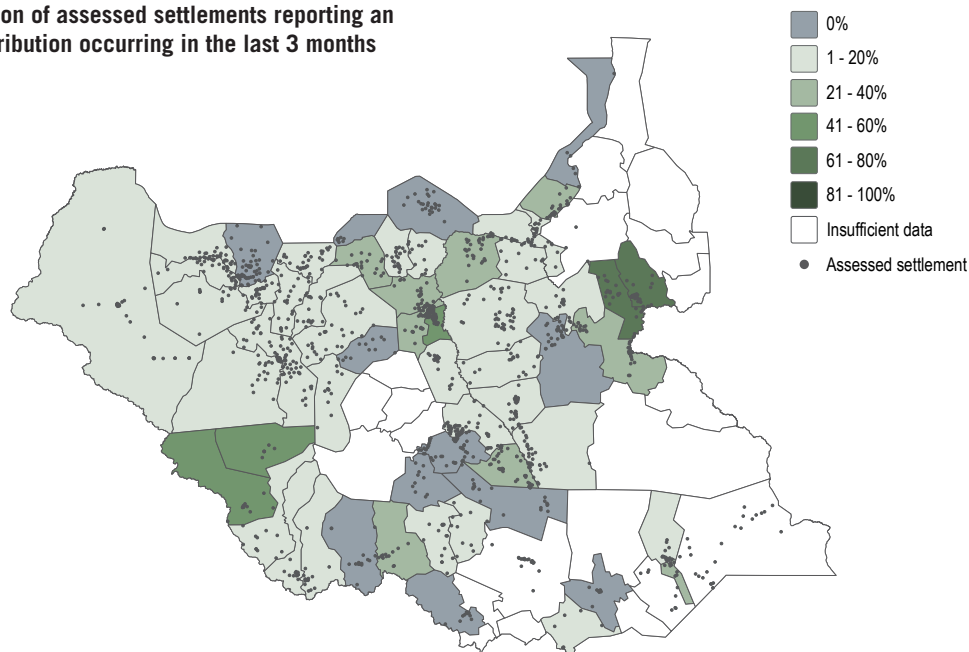 on of assessed settlements reporting an
ribution occurring in the last 3 months
0%
1 - 20%
21 - 40%
41 - 60%
61 - 80%
81 - 100%
Insufficient data
Assessed settlement